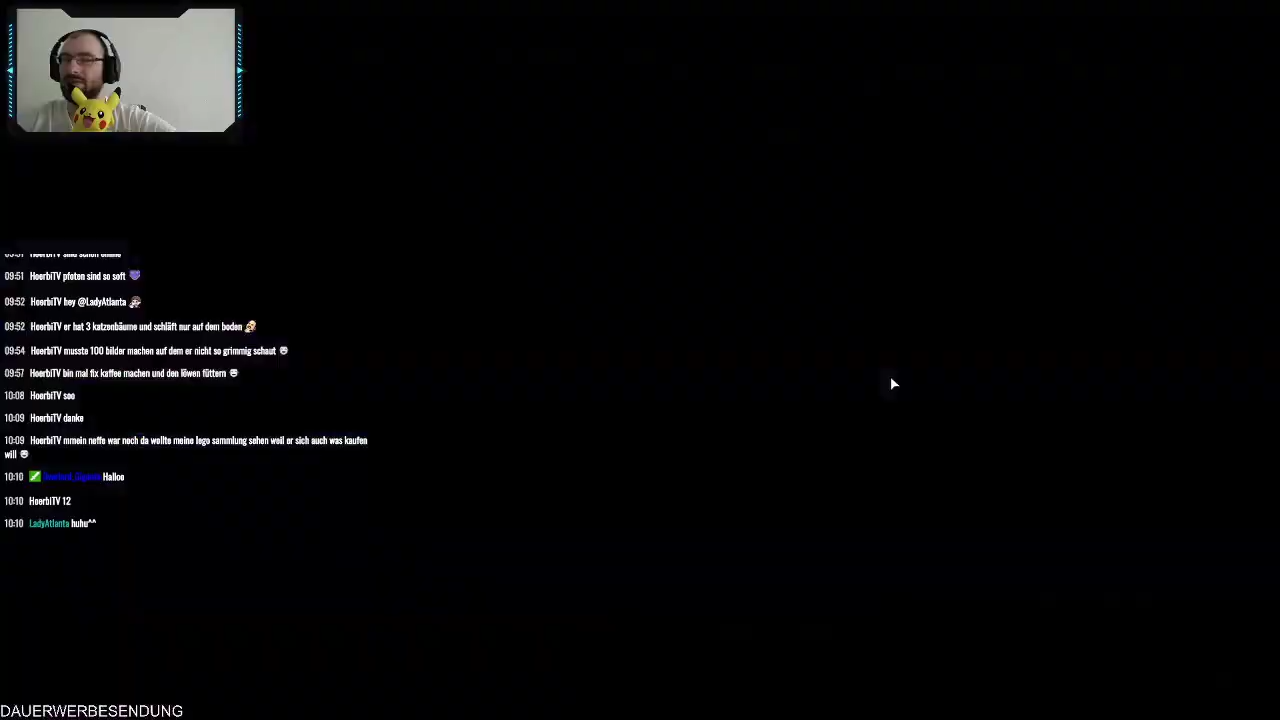 09:51 HoerbiTV pfoten sind so soft
09:52 HoerbiTV hey @LadyAtlanta
09:52 HoerbiTV er hat 3 katzenbäume und schläft nur auf dem boden
09:54 HoerbiTV musste 100 bilder machen auf dem er nicht so grimmig schaut
09:57 HoerbiTV bin mal fix kaffee machen und den löwen füttern
10:08 HoerbiTV soo
10:09 HoerbiTV danke
10:09 HoerbiTV mmein neffe war noch da wollte meine lego sammlung sehen weil er sich auch was kaufen
will
10:10 Halloo
10:10 HoerbiTV 12
10:10 LadyAtlanta huhu^^
DAUERWERBESENDUNG